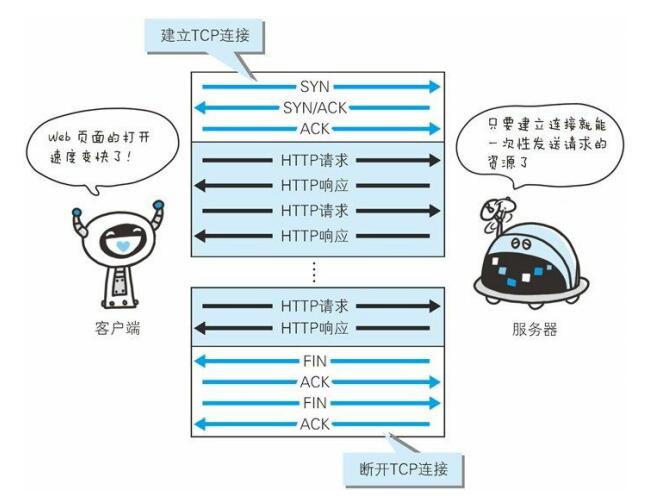 建立TCP连接
SYN
SYN/ACK
ACK
Web 页面的打开
速度变快了!
只要建立连接就能
一次性发送请求的
资源了
HTTP请求
HTTP响应
HTTP请求
HTTP响应
HTTP请求
HTTP响应
客户端
服务器
FIN
ACK
FIN
ACK
断开TCP连接